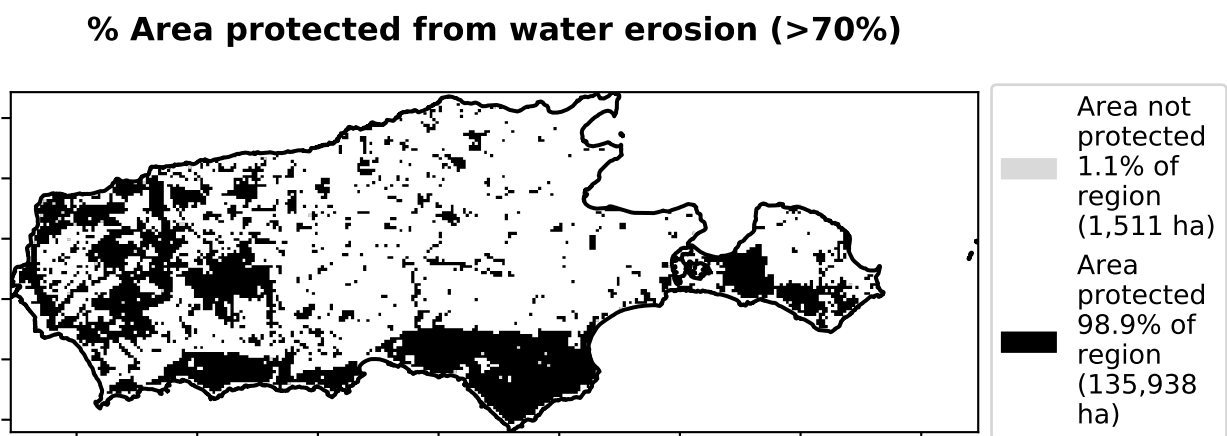 % Area protected from water erosion (>70%)
Area not
protected
1.1% of
region
(1,511 ha)
Area
protected
98.9% of
region
(135,938
ha)